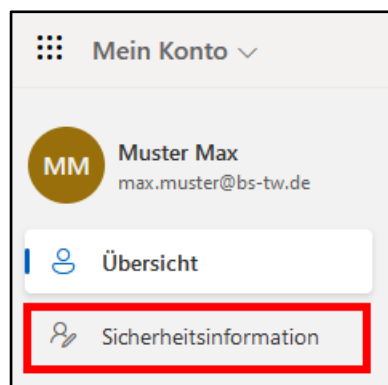 Mein Konto
MM
Muster Max
max.muster@bs-tw.de
Übersicht
Sicherheitsinformation